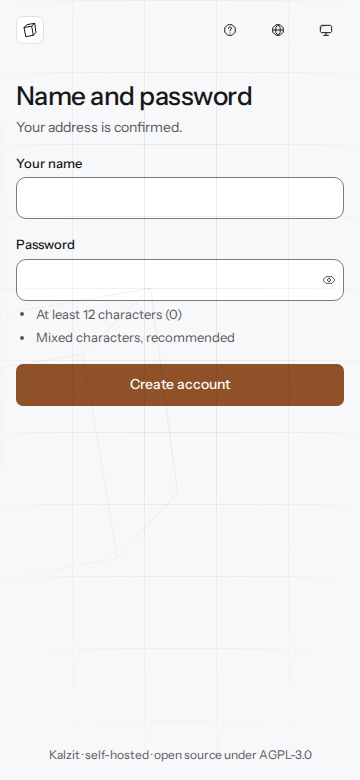 Name and password
Your address is confirmed.
Your name
Password
At least 12 characters (0)
Mixed characters, recommended
Create account
Kalzit · self-hosted · open source under AGPL-3.0